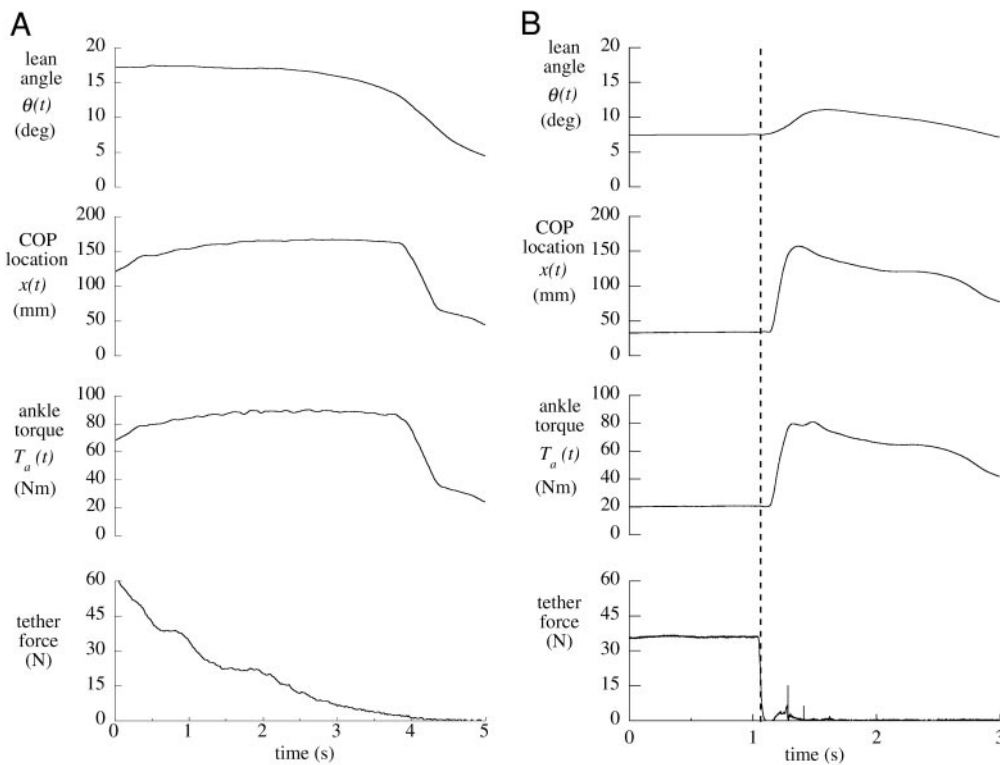 A
lean
angle
θ(t)
(deg)
20
15
10
5
0
COP
location
x(t)
(mm)
200
150
100
50
0
ankle
torque
T_a (t)
(Nm)
100
80
60
40
20
0
tether
force
(N)
60
45
30
15
0
0 1 2 3 4 5
time (s)
B
lean
angle
θ(t)
(deg)
20
15
10
5
0
COP
location
x(t)
(mm)
200
150
100
50
0
ankle
torque
T_a (t)
(Nm)
100
80
60
40
20
0
tether
force
(N)
60
45
30
15
0
0 1 2 3
time (s)